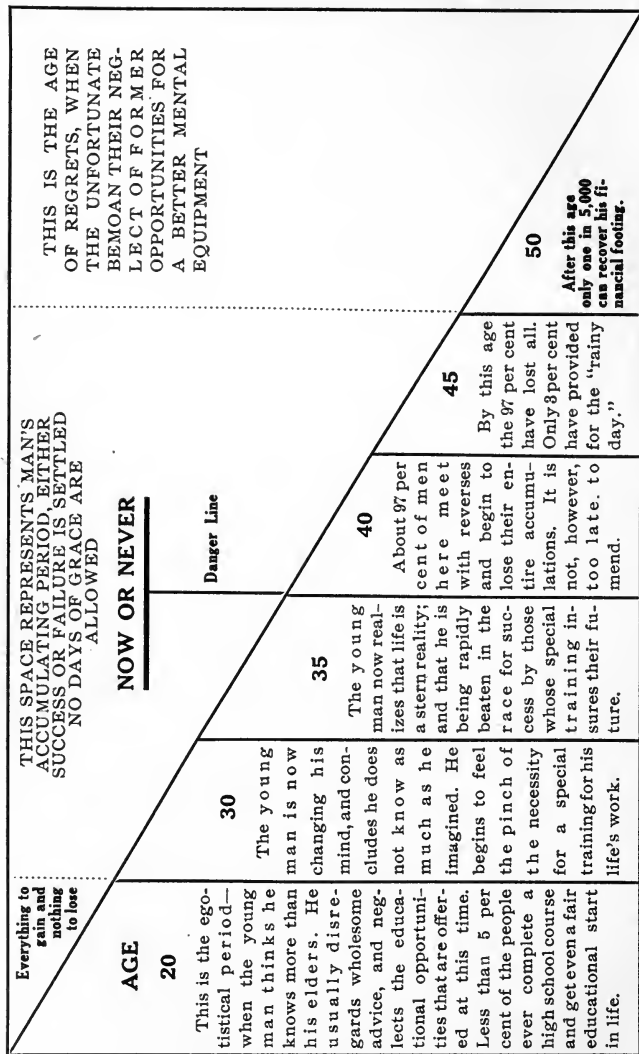 Everything to
gain and
nothing
to lose
THIS SPACE REPRESENTS MAN'S
ACCUMULATING PERIOD, EITHER
SUCCESS OR FAILURE IS SETTLED
NO DAYS OF GRACE ARE
ALLOWED
NOW OR NEVER
Danger Line
THIS IS THE AGE
OF REGRETS, WHEN
THE UNFORTUNATE
BEMOAN THEIR NEG-
LECT OF FORMER
OPPORTUNITIES FOR
A BETTER MENTAL
EQUIPMENT
AGE
20
This is the ego-
tistical period—
when the young
man thinks he
knows more than
his elders. He
usually disre-
gards wholesome
advice, and neg-
lects the educa-
tional opportuni-
ties that are offer-
ed at this time.
Less than 5 per
cent of the people
ever complete a
high school course
and get even a fair
educational start
in life.
30
The young
man is now
changing his
mind, and con-
cludes he does
not know as
much as he
imagined. He
begins to feel
the pinch of
the necessity
for a special
training for his
life's work.
35
The young
man now real-
izes that life is
a stern reality;
and that he is
being rapidly
beaten in the
race for suc-
cess by those
whose special
training in-
sures their fu-
ture.
40
About 97 per
cent of men
here meet
with reverses
and begin to
lose their en-
tire accumu-
lations. It is
not, however,
too late. to
mend.
45
By this age
the 97 per cent
have lost all.
Only 3 per cent
have provided
for the "rainy
day."
50
After this age
only one in 5,000
can recover his fi-
nancial footing.